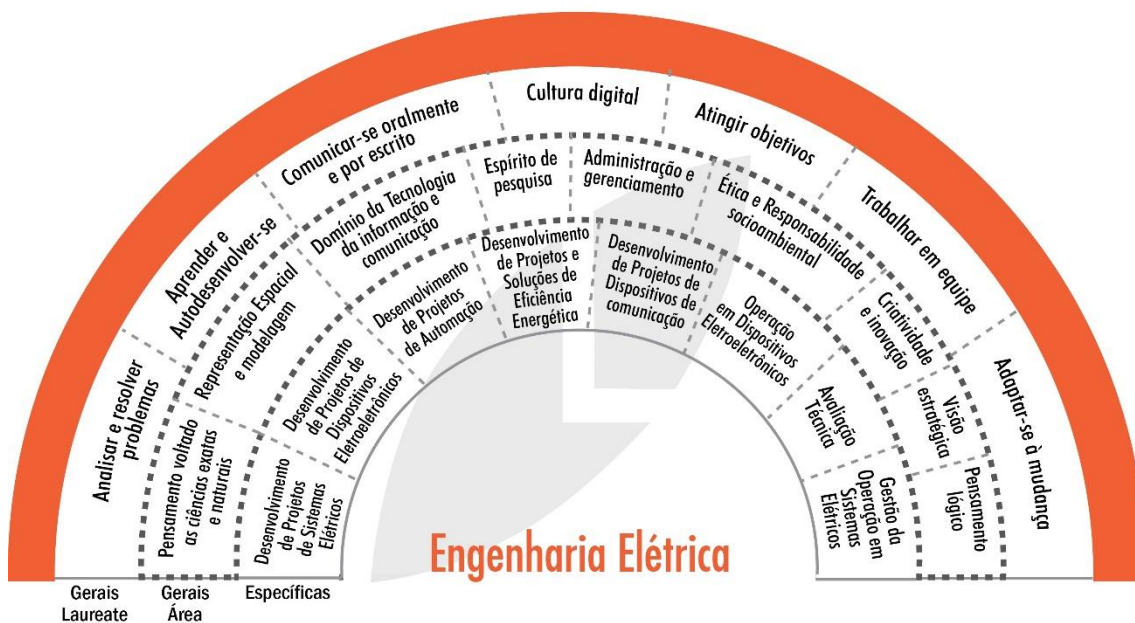 Analisar e resolver
problemas
Aprender e
Autodesenvolver-se
Comunicar-se oralmente
e por escrito
Cultura digital
Atingir objetivos
Trabalhar em equipe
Adaptar-se à mudança
Pensamento voltado
as ciências exatas
e naturais
Representação Espacial
e modelagem
Domínio da Tecnologia
da informação e
comunicação
Espírito de
pesquisa
Administração e
gerenciamento
Ética e Responsabilidade
socioambiental
Criatividade
e inovação
Visão
estratégica
Pensamento
lógico
Desenvolvimento
de Projetos
de Sistemas
Elétricos
Desenvolvimento
de Projetos de
Dispositivos
Eletroeletrônicos
Desenvolvimento
de Projetos
de Automação
Desenvolvimento
de Projetos e
Soluções de
Eficiência
Energética
Desenvolvimento
de Projetos de
Dispositivos de
comunicação
Operação
em Dispositivos
Eletroeletrônicos
Avaliação
Técnica
Gestão da
Operação em
Sistemas
Elétricos
Engenharia Elétrica
Gerais
Laureate
Gerais
Área
Específicas